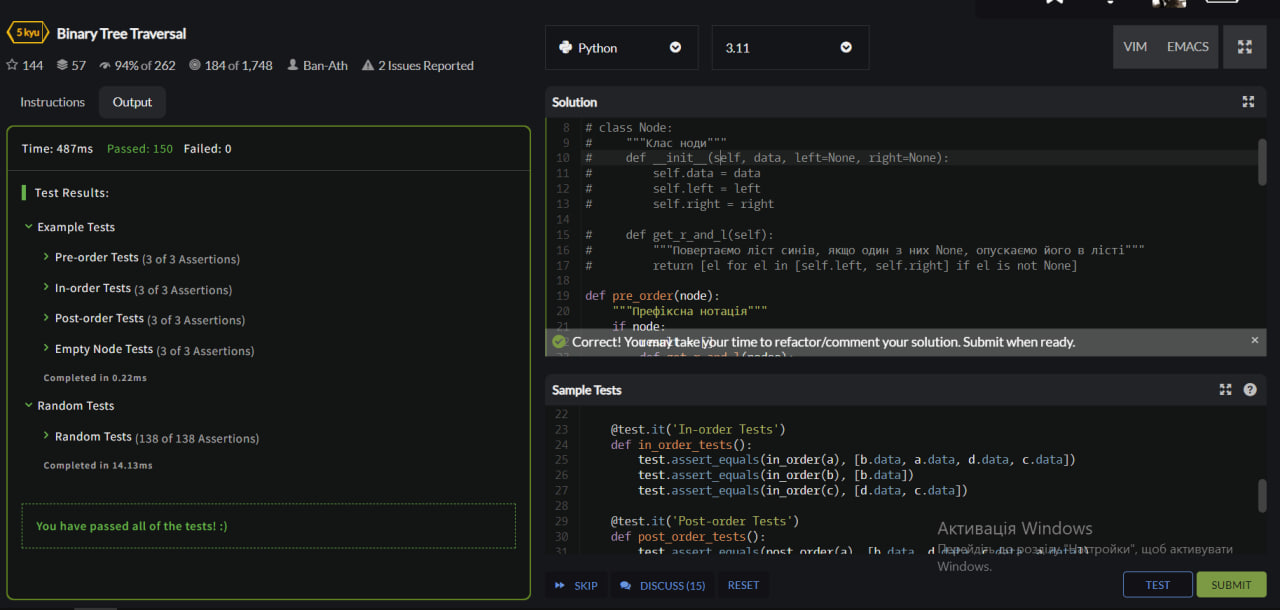 5 kyu Binary Tree Traversal
144 57 94% of 262 184 of 1,748 Ban-Ath 2 Issues Reported
Instructions Output
Time: 487ms Passed: 150 Failed: 0
Test Results:
Example Tests
Pre-order Tests (3 of 3 Assertions)
In-order Tests (3 of 3 Assertions)
Post-order Tests (3 of 3 Assertions)
Empty Node Tests (3 of 3 Assertions)
Completed in 0.22ms
Random Tests
Random Tests (138 of 138 Assertions)
Completed in 14.13ms
You have passed all of the tests! :)
Python 3.11 VIM EMACS
Solution
8 # class Node:
9 # """Клас ноди"""
10 # def __init__(self, data, left=None, right=None):
11 # self.data = data
12 # self.left = left
13 # self.right = right
14
15 # def get_r_and_l(self):
16 # """Повертаємо ліст синів, якщо один з них None, опускаємо його в лісті"""
17 # return [el for el in [self.left, self.right] if el is not None]
18
19 def pre_order(node):
20 """Префіксна нотація"""
21 if node:
Correct! You may take your time to refactor/comment your solution. Submit when ready.
def get_r_and_l(nodes):
Sample Tests
22
23 @test.it('In-order Tests')
24 def in_order_tests():
25 test.assert_equals(in_order(a), [b.data, a.data, d.data, c.data])
26 test.assert_equals(in_order(b), [b.data])
27 test.assert_equals(in_order(c), [d.data, c.data])
28
29 @test.it('Post-order Tests')
30 def post_order_tests():
31 test.assert_equals(post_order(a), [b.data, d.data, c.data, a.data])
Активація Windows
Перейдіть до розділу "Настройки", щоб активувати
Windows.
SKIP DISCUSS (15) RESET TEST SUBMIT